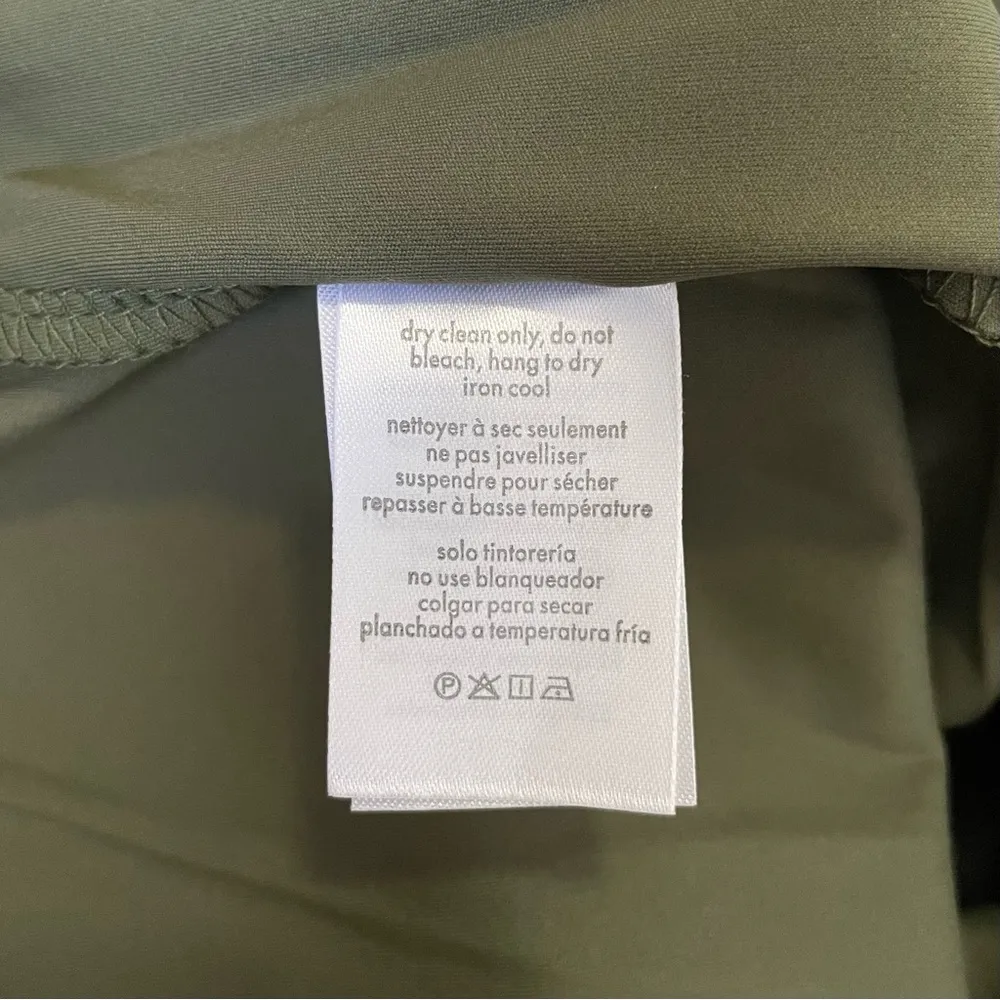 dry clean only, do not
bleach, hang to dry
iron cool
nettoyer à sec seulement
ne pas javelliser
suspendre pour sécher
repasser à basse température
solo tintorería
no use blanqueador
colgar para secar
planchado a temperatura fría
P